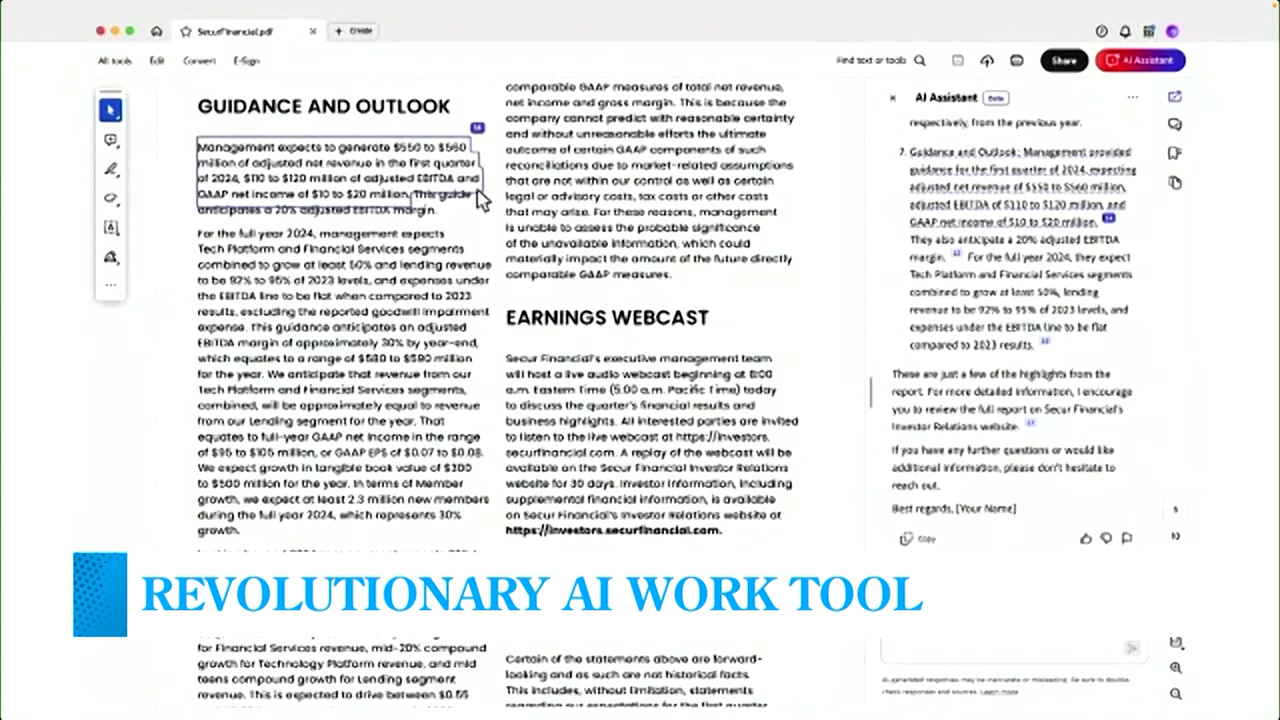 SecurFinancial.pdf
Create
All tools Edit Convert E-Sign
Find text or tools
Share
AI Assistant
GUIDANCE AND OUTLOOK
Management expects to generate $550 to $560
million of adjusted net revenue in the first quarter
of 2024, $110 to $120 million of adjusted EBITDA and
GAAP net income of $10 to $20 million. This guide
anticipates a 20% adjusted EBITDA margin.
For the full year 2024, management expects
Tech Platform and Financial Services segments
combined to grow at least 50% and lending revenue
to be 92% to 95% of 2023 levels, and expenses under
the EBITDA line to be flat when compared to 2023
results, excluding the reported goodwill impairment
expense. This guidance anticipates an adjusted
EBITDA margin of approximately 30% by year-end,
which equates to a range of $580 to $590 million
for the year. We anticipate that revenue from our
Tech Platform and Financial Services segments,
combined, will be approximately equal to revenue
from our Lending segment for the year. That
equates to full-year GAAP net income in the range
of $95 to $105 million, or GAAP EPS of $0.07 to $0.08.
We expect growth in tangible book value of $300
to $500 million for the year. In terms of Member
growth, we expect at least 2.3 million new members
during the full year 2024, which represents 30%
growth.
for Financial Services revenue, mid-20% compound
growth for Technology Platform revenue, and mid
teens compound growth for Lending segment
revenue. This is expected to drive between $0.55
comparable GAAP measures of total net revenue,
net income and gross margin. This is because the
company cannot predict with reasonable certainty
and without unreasonable efforts the ultimate
outcome of certain GAAP components of such
reconciliations due to market-related assumptions
that are not within our control as well as certain
legal or advisory costs, tax costs or other costs
that may arise. For these reasons, management
is unable to assess the probable significance
of the unavailable information, which could
materially impact the amount of the future directly
comparable GAAP measures.
EARNINGS WEBCAST
Secur Financial's executive management team
will host a live audio webcast beginning at 8:00
a.m. Eastern Time (5:00 a.m. Pacific Time) today
to discuss the quarter's financial results and
business highlights. All interested parties are invited
to listen to the live webcast at https://investors.
securfinancial.com. A replay of the webcast will be
available on the Secur Financial Investor Relations
website for 30 days. Investor Information, including
supplemental financial information, is available
on Secur Financial's Investor Relations website at
https://investors.securfinancial.com.
Certain of the statements above are forward-
looking and as such are not historical facts.
This includes, without limitation, statements
regarding our expectations for the first quarter
AI Assistant
respectively, from the previous year.
7. Guidance and Outlook: Management provided
guidance for the first quarter of 2024, expecting
adjusted net revenue of $550 to $560 million,
adjusted EBITDA of $110 to $120 million, and
GAAP net income of $10 to $20 million.
They also anticipate a 20% adjusted EBITDA
margin. For the full year 2024, they expect
Tech Platform and Financial Services segments
combined to grow at least 50%, lending
revenue to be 92% to 95% of 2023 levels, and
expenses under the EBITDA line to be flat
compared to 2023 results.
These are just a few of the highlights from the
report. For more detailed information, I encourage
you to review the full report on Secur Financial's
Investor Relations website.
If you have any further questions or would like
additional information, please don't hesitate to
reach out.
Best regards, [Your Name]
Copy
AI generated responses may be inaccurate or misleading. Be sure to double
check responses and sources. Learn more
REVOLUTIONARY AI WORK TOOL